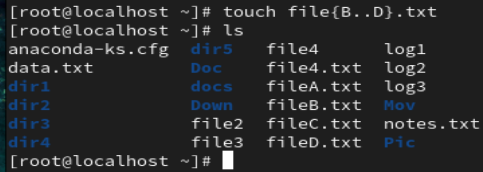 [root@localhost ~]# touch file{B..D}.txt
[root@localhost ~]# ls
anaconda-ks.cfg  dir5   file4      log1
data.txt         Doc    file4.txt  log2
dir1             docs   fileA.txt  log3
dir2             Down   fileB.txt  Mov
dir3             file2  fileC.txt  notes.txt
dir4             file3  fileD.txt  Pic
[root@localhost ~]#